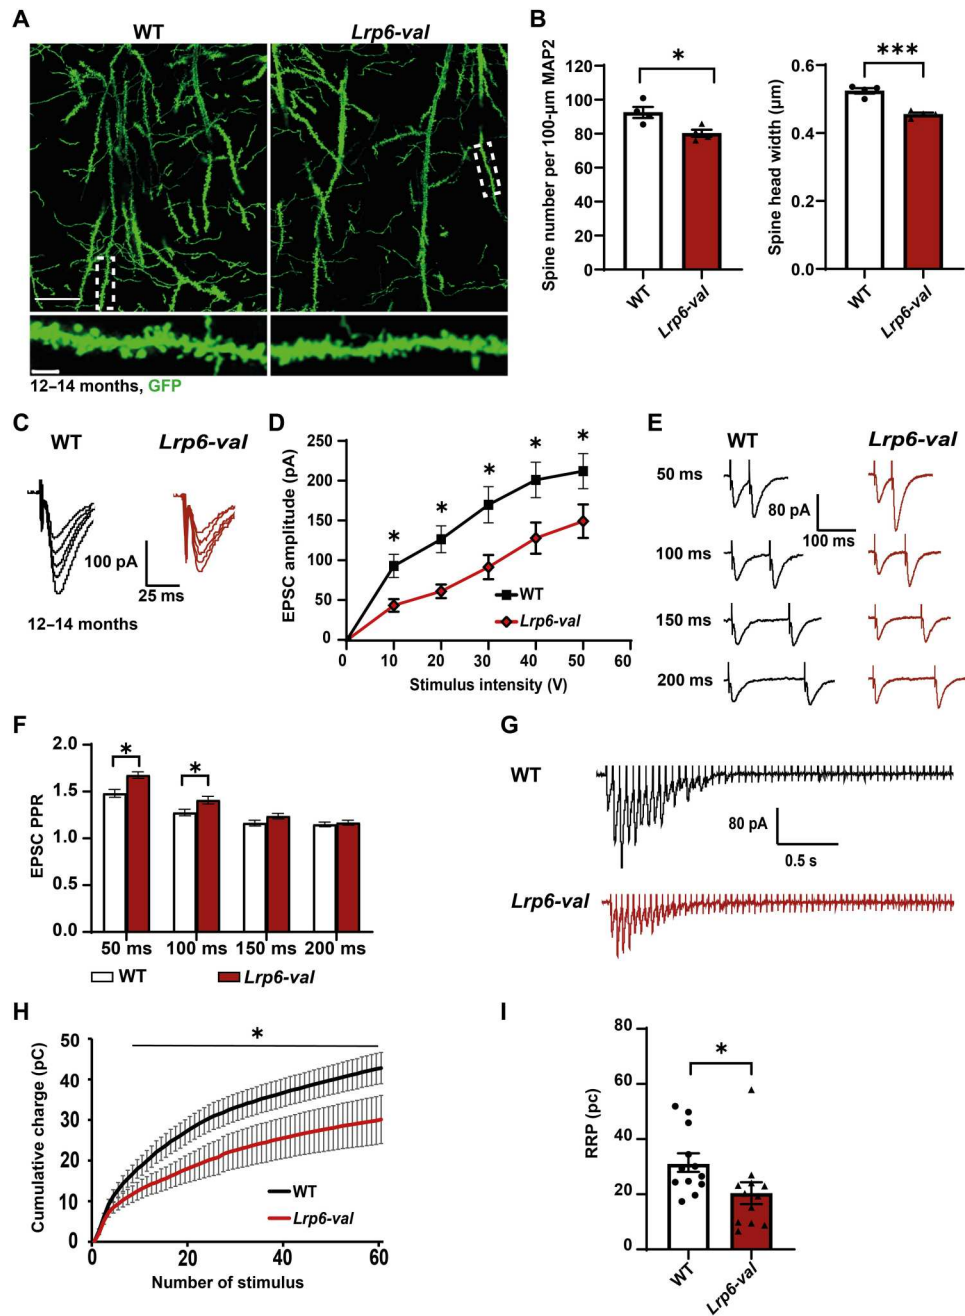 A
WT
Lrp6-val
12–14 months, GFP
B
Spine number per 100-μm MAP2
120
100
80
60
40
20
0
*
WT
Lrp6-val
Spine head width (μm)
0.6
0.4
0.2
0.0
***
WT
Lrp6-val
C
WT
Lrp6-val
100 pA
25 ms
12–14 months
D
EPSC amplitude (pA)
250
200
150
100
50
0
* * * * *
WT
Lrp6-val
0 10 20 30 40 50 60
Stimulus intensity (V)
E
WT
Lrp6-val
50 ms
80 pA
100 ms
100 ms
150 ms
200 ms
F
EPSC PPR
2.0
1.5
1.0
0.5
0.0
* *
50 ms 100 ms 150 ms 200 ms
WT Lrp6-val
G
WT
80 pA
0.5 s
Lrp6-val
H
Cumulative charge (pC)
50
40
30
20
10
0
*
WT
Lrp6-val
0 20 40 60
Number of stimulus
I
RRP (pc)
80
60
40
20
0
*
WT
Lrp6-val